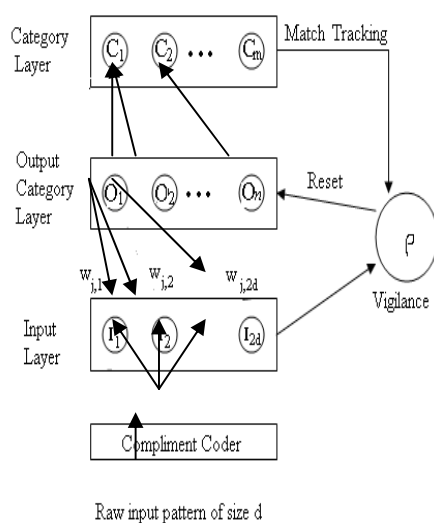 Category
Layer
C1 C2 ••• Cm
Match Tracking
Output
Category
Layer
O1 O2 ••• On
Reset
ρ
Vigilance
wj,1 wj,2 wj,2d
Input
Layer
I1 I2 I2d
Compliment Coder
Raw input pattern of size d